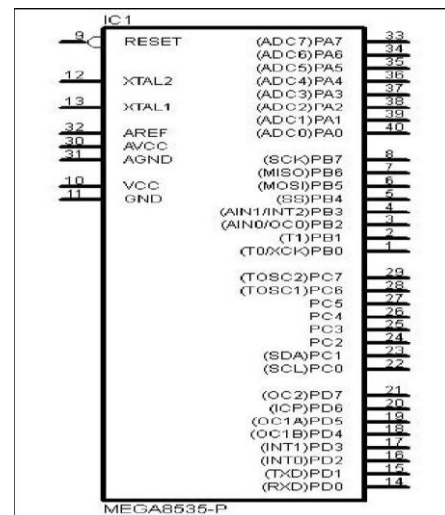 IC1
9 RESET (ADC7)PA7 33
(ADC6)PA6 34
(ADC5)PA5 35
12 XTAL2 (ADC4)PA4 36
(ADC3)PA3 37
13 XTAL1 (ADC2)PA2 38
(ADC1)PA1 39
32 AREF (ADC0)PA0 40
30 AVCC
31 AGND (SCK)PB7 8
(MISO)PB6 7
10 VCC (MOSI)PB5 6
11 GND (SS)PB4 5
(AIN1/INT2)PB3 4
(AIN0/OC0)PB2 3
(T1)PB1 2
(T0/XCK)PB0 1
(TOSC2)PC7 29
(TOSC1)PC6 28
PC5 27
PC4 26
PC3 25
PC2 24
(SDA)PC1 23
(SCL)PC0 22
(OC2)PD7 21
(ICP)PD6 20
(OC1A)PD5 19
(OC1B)PD4 18
(INT1)PD3 17
(INT0)PD2 16
(TXD)PD1 15
(RXD)PD0 14
MEGA8535-P